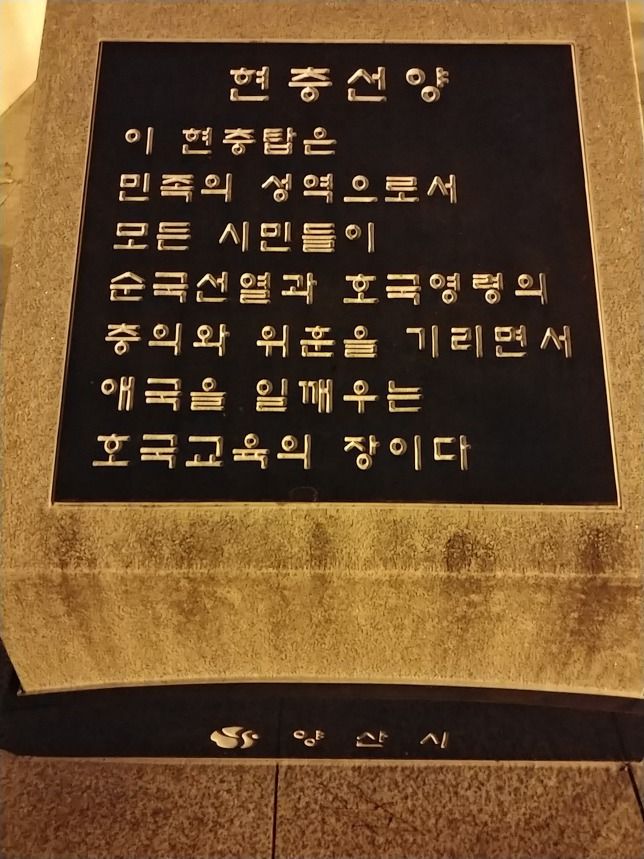 현충선양
이 현충탑은
민족의 성역으로서
모든 시민들이
순국선열과 호국영령의
충의와 위훈을 기리면서
애국을 일깨우는
호국교육의 장이다
양산시